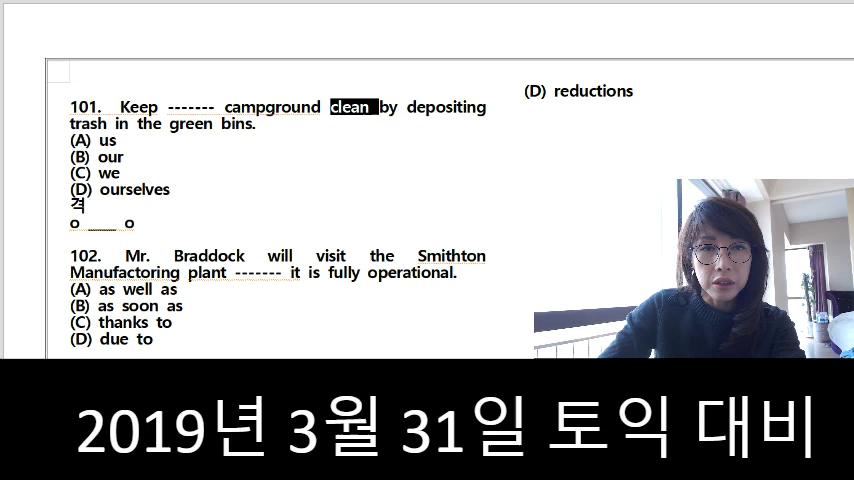 101. Keep ------- campground clean by depositing
trash in the green bins.
(A) us
(B) our
(C) we
(D) ourselves
격
o ____ o
102. Mr. Braddock will visit the Smithton
Manufactoring plant ------- it is fully operational.
(A) as well as
(B) as soon as
(C) thanks to
(D) due to
(D) reductions
2019년 3월 31일 토익 대비